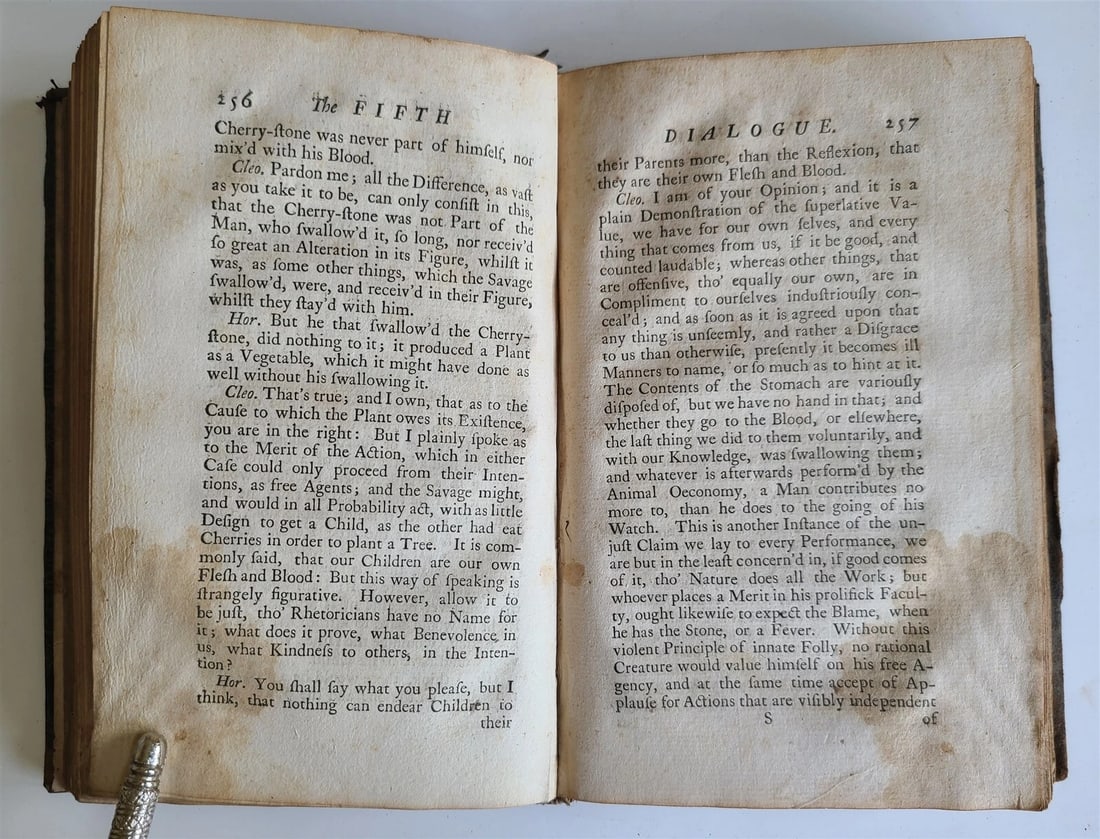 256 The FIFTH
Cherry-ſtone was never part of himſelf, nor
mix'd with his Blood.
Cleo. Pardon me; all the Difference, as vaſt
as you take it to be, can only conſiſt in this,
that the Cherry-ſtone was not Part of the
Man, who ſwallow'd it, ſo long, nor receiv'd
ſo great an Alteration in its Figure, whilſt it
was, as ſome other things, which the Savage
ſwallow'd, were, and receiv'd in their Figure,
whilſt they ſtay'd with him.
Hor. But he that ſwallow'd the Cherry-
ſtone, did nothing to it; it produced a Plant
as a Vegetable, which it might have done as
well without his ſwallowing it.
Cleo. That's true; and I own, that as to the
Cauſe to which the Plant owes its Exiſtence,
you are in the right: But I plainly ſpoke as
to the Merit of the Action, which in either
Caſe could only proceed from their Inten-
tions, as free Agents; and the Savage might,
and would in all Probability act, with as little
Deſign to get a Child, as the other had eat
Cherries in order to plant a Tree. It is com-
monly ſaid, that our Children are our own
Fleſh and Blood: But this way of ſpeaking is
ſtrangely figurative. However, allow it to
be juſt, tho' Rhetoricians have no Name for
it; what does it prove, what Benevolence in
us, what Kindneſs to others, in the Inten-
tion?
Hor. You ſhall ſay what you pleaſe, but I
think, that nothing can endear Children to
their
DIALOGUE. 257
their Parents more, than the Reflexion, that
they are their own Fleſh and Blood.
Cleo. I am of your Opinion; and it is a
plain Demonſtration of the ſuperlative Va-
lue, we have for our own ſelves, and every
thing that comes from us, if it be good, and
counted laudable; whereas other things, that
are offenſive, tho' equally our own, are in
Compliment to ourſelves induſtriouſly con-
ceal'd; and as ſoon as it is agreed upon that
any thing is unſeemly, and rather a Diſgrace
to us than otherwiſe, preſently it becomes ill
Manners to name, or ſo much as to hint at it.
The Contents of the Stomach are variouſly
diſpoſed of, but we have no hand in that; and
whether they go to the Blood, or elſewhere,
the laſt thing we did to them voluntarily, and
with our Knowledge, was ſwallowing them;
and whatever is afterwards perform'd by the
Animal Oeconomy, a Man contributes no
more to, than he does to the going of his
Watch. This is another Inſtance of the un-
juſt Claim we lay to every Performance, we
are but in the leaſt concern'd in, if good comes
of it, tho' Nature does all the Work; but
whoever places a Merit in his prolifick Facul-
ty, ought likewiſe to expect the Blame, when
he has the Stone, or a Fever. Without this
violent Principle of innate Folly, no rational
Creature would value himſelf on his free A-
gency, and at the ſame time accept of Ap-
plauſe for Actions that are viſibly independent
S of